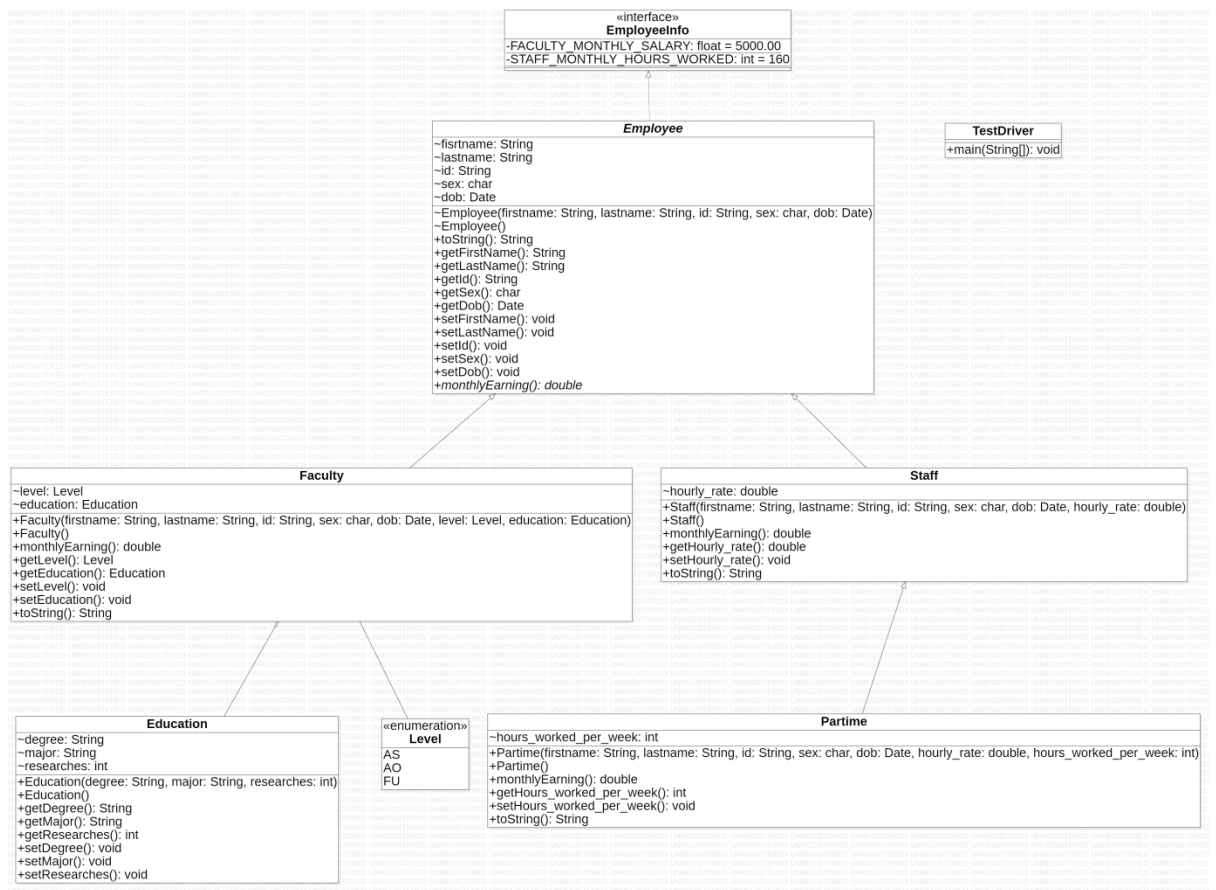 «interface»
EmployeeInfo
-FACULTY_MONTHLY_SALARY: float = 5000.00
-STAFF_MONTHLY_HOURS_WORKED: int = 160
Employee
~fisrtname: String
~lastname: String
~id: String
~sex: char
~dob: Date
~Employee(firstname: String, lastname: String, id: String, sex: char, dob: Date)
~Employee()
+toString(): String
+getFirstName(): String
+getLastName(): String
+getId(): String
+getSex(): char
+getDob(): Date
+setFirstName(): void
+setLastName(): void
+setId(): void
+setSex(): void
+setDob(): void
+monthlyEarning(): double
TestDriver
+main(String[]): void
Faculty
~level: Level
~education: Education
+Faculty(firstname: String, lastname: String, id: String, sex: char, dob: Date, level: Level, education: Education)
+Faculty()
+monthlyEarning(): double
+getLevel(): Level
+getEducation(): Education
+setLevel(): void
+setEducation(): void
+toString(): String
Staff
~hourly_rate: double
+Staff(firstname: String, lastname: String, id: String, sex: char, dob: Date, hourly_rate: double)
+Staff()
+monthlyEarning(): double
+getHourly_rate(): double
+setHourly_rate(): void
+toString(): String
Education
~degree: String
~major: String
~researches: int
+Education(degree: String, major: String, researches: int)
+Education()
+getDegree(): String
+getMajor(): String
+getResearches(): int
+setDegree(): void
+setMajor(): void
+setResearches(): void
«enumeration»
Level
AS
AO
FU
Partime
~hours_worked_per_week: int
+Partime(firstname: String, lastname: String, id: String, sex: char, dob: Date, hourly_rate: double, hours_worked_per_week: int)
+Partime()
+monthlyEarning(): double
+getHours_worked_per_week(): int
+setHours_worked_per_week(): void
+toString(): String